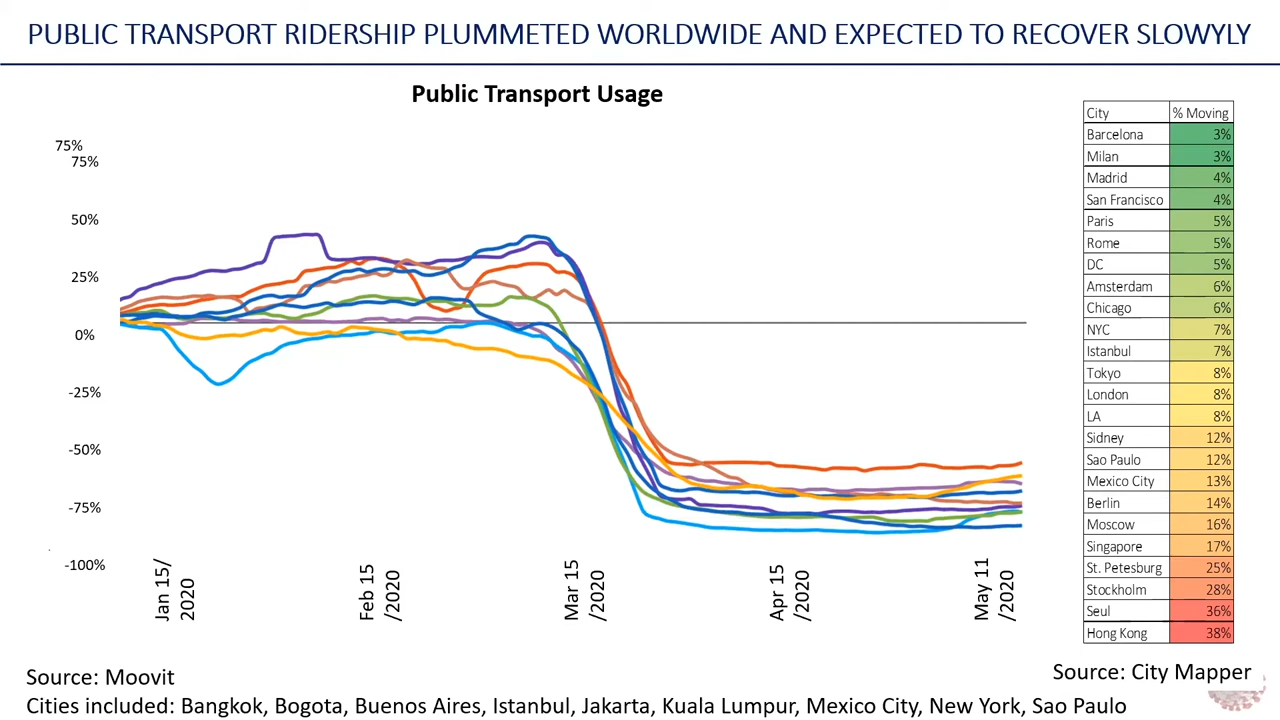 PUBLIC TRANSPORT RIDERSHIP PLUMMETED WORLDWIDE AND EXPECTED TO RECOVER SLOWYLY
Public Transport Usage
75%
75%
50%
25%
0%
-25%
-50%
-75%
-100%
Jan 15/
2020
Feb 15
/2020
Mar 15
/2020
Apr 15
/2020
May 11
/2020
City % Moving
Barcelona 3%
Milan 3%
Madrid 4%
San Francisco 4%
Paris 5%
Rome 5%
DC 5%
Amsterdam 6%
Chicago 6%
NYC 7%
Istanbul 7%
Tokyo 8%
London 8%
LA 8%
Sidney 12%
Sao Paulo 12%
Mexico City 13%
Berlin 14%
Moscow 16%
Singapore 17%
St. Petesburg 25%
Stockholm 28%
Seul 36%
Hong Kong 38%
Source: City Mapper
Source: Moovit
Cities included: Bangkok, Bogota, Buenos Aires, Istanbul, Jakarta, Kuala Lumpur, Mexico City, New York, Sao Paulo